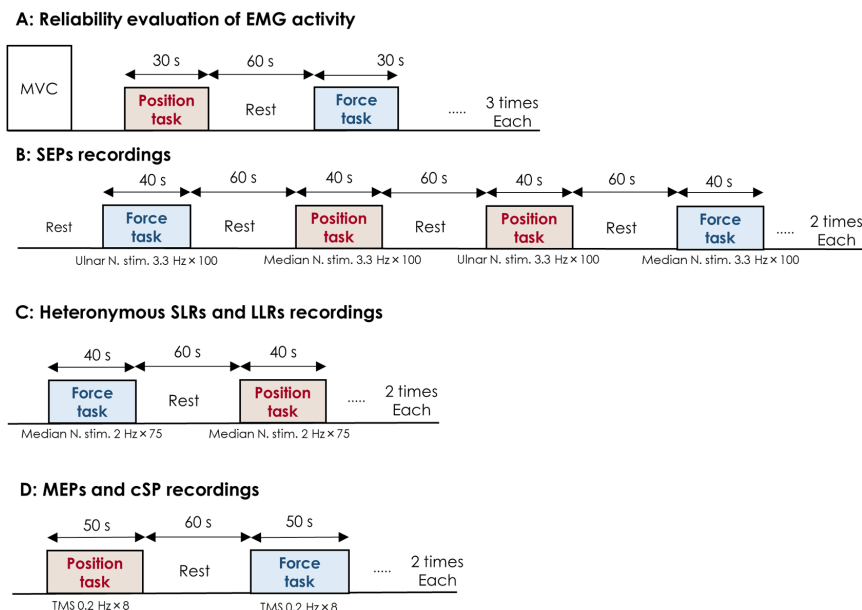 A: Reliability evaluation of EMG activity
30 s
60 s
30 s
MVC
Position
task
Rest
Force
task
.....
3 times
Each
B: SEPs recordings
40 s
60 s
40 s
60 s
40 s
60 s
40 s
Rest
Force
task
Rest
Position
task
Rest
Position
task
Rest
Force
task
.....
2 times
Each
Ulnar N. stim. 3.3 Hz × 100
Median N. stim. 3.3 Hz × 100
Ulnar N. stim. 3.3 Hz × 100
Median N. stim. 3.3 Hz × 100
C: Heteronymous SLRs and LLRs recordings
40 s
60 s
40 s
Force
task
Rest
Position
task
.....
2 times
Each
Median N. stim. 2 Hz × 75
Median N. stim. 2 Hz × 75
D: MEPs and cSP recordings
50 s
60 s
50 s
Position
task
Rest
Force
task
.....
2 times
Each
TMS 0.2 Hz × 8
TMS 0.2 Hz × 8